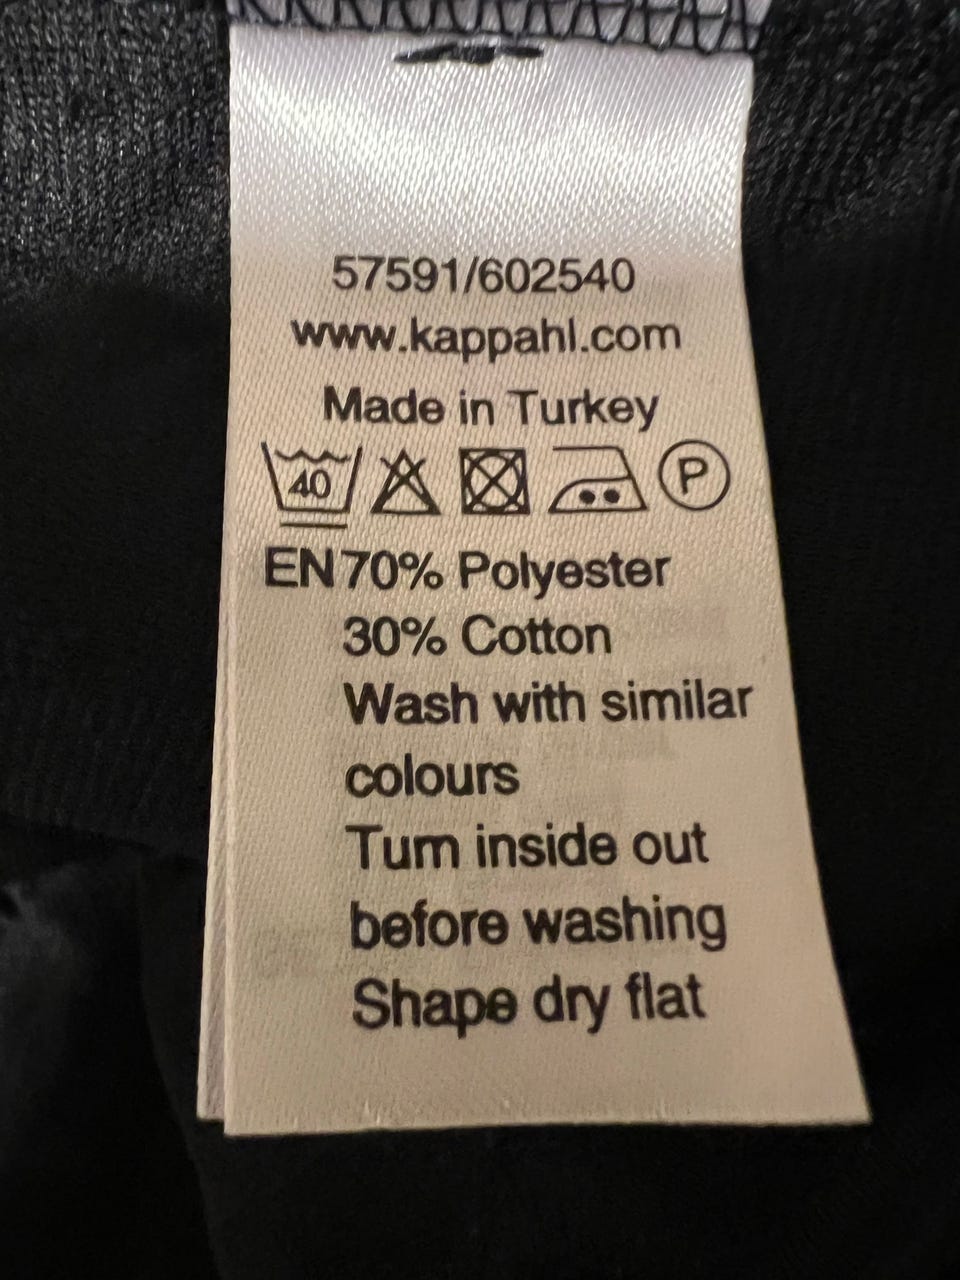 57591/602540
www.kappahl.com
Made in Turkey
40 P
EN 70% Polyester
30% Cotton
Wash with similar
colours
Turn inside out
before washing
Shape dry flat